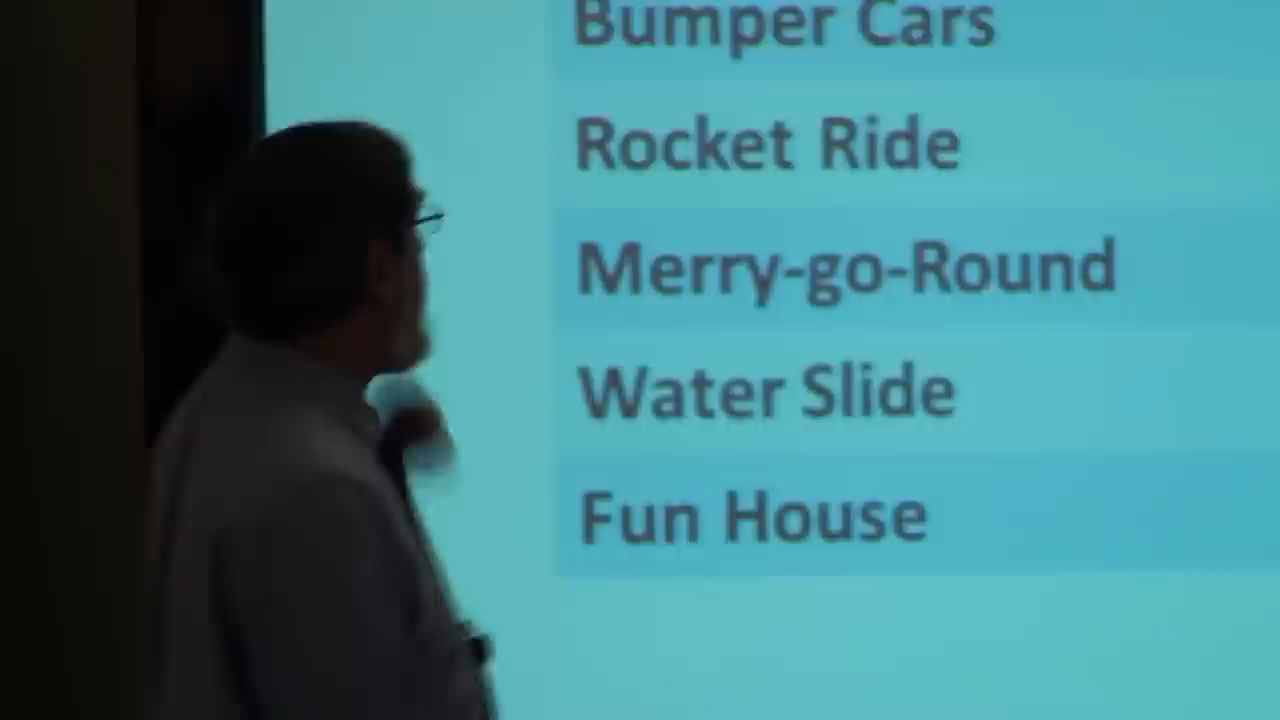 Bumper Cars
Rocket Ride
Merry-go-Round
Water Slide
Fun House